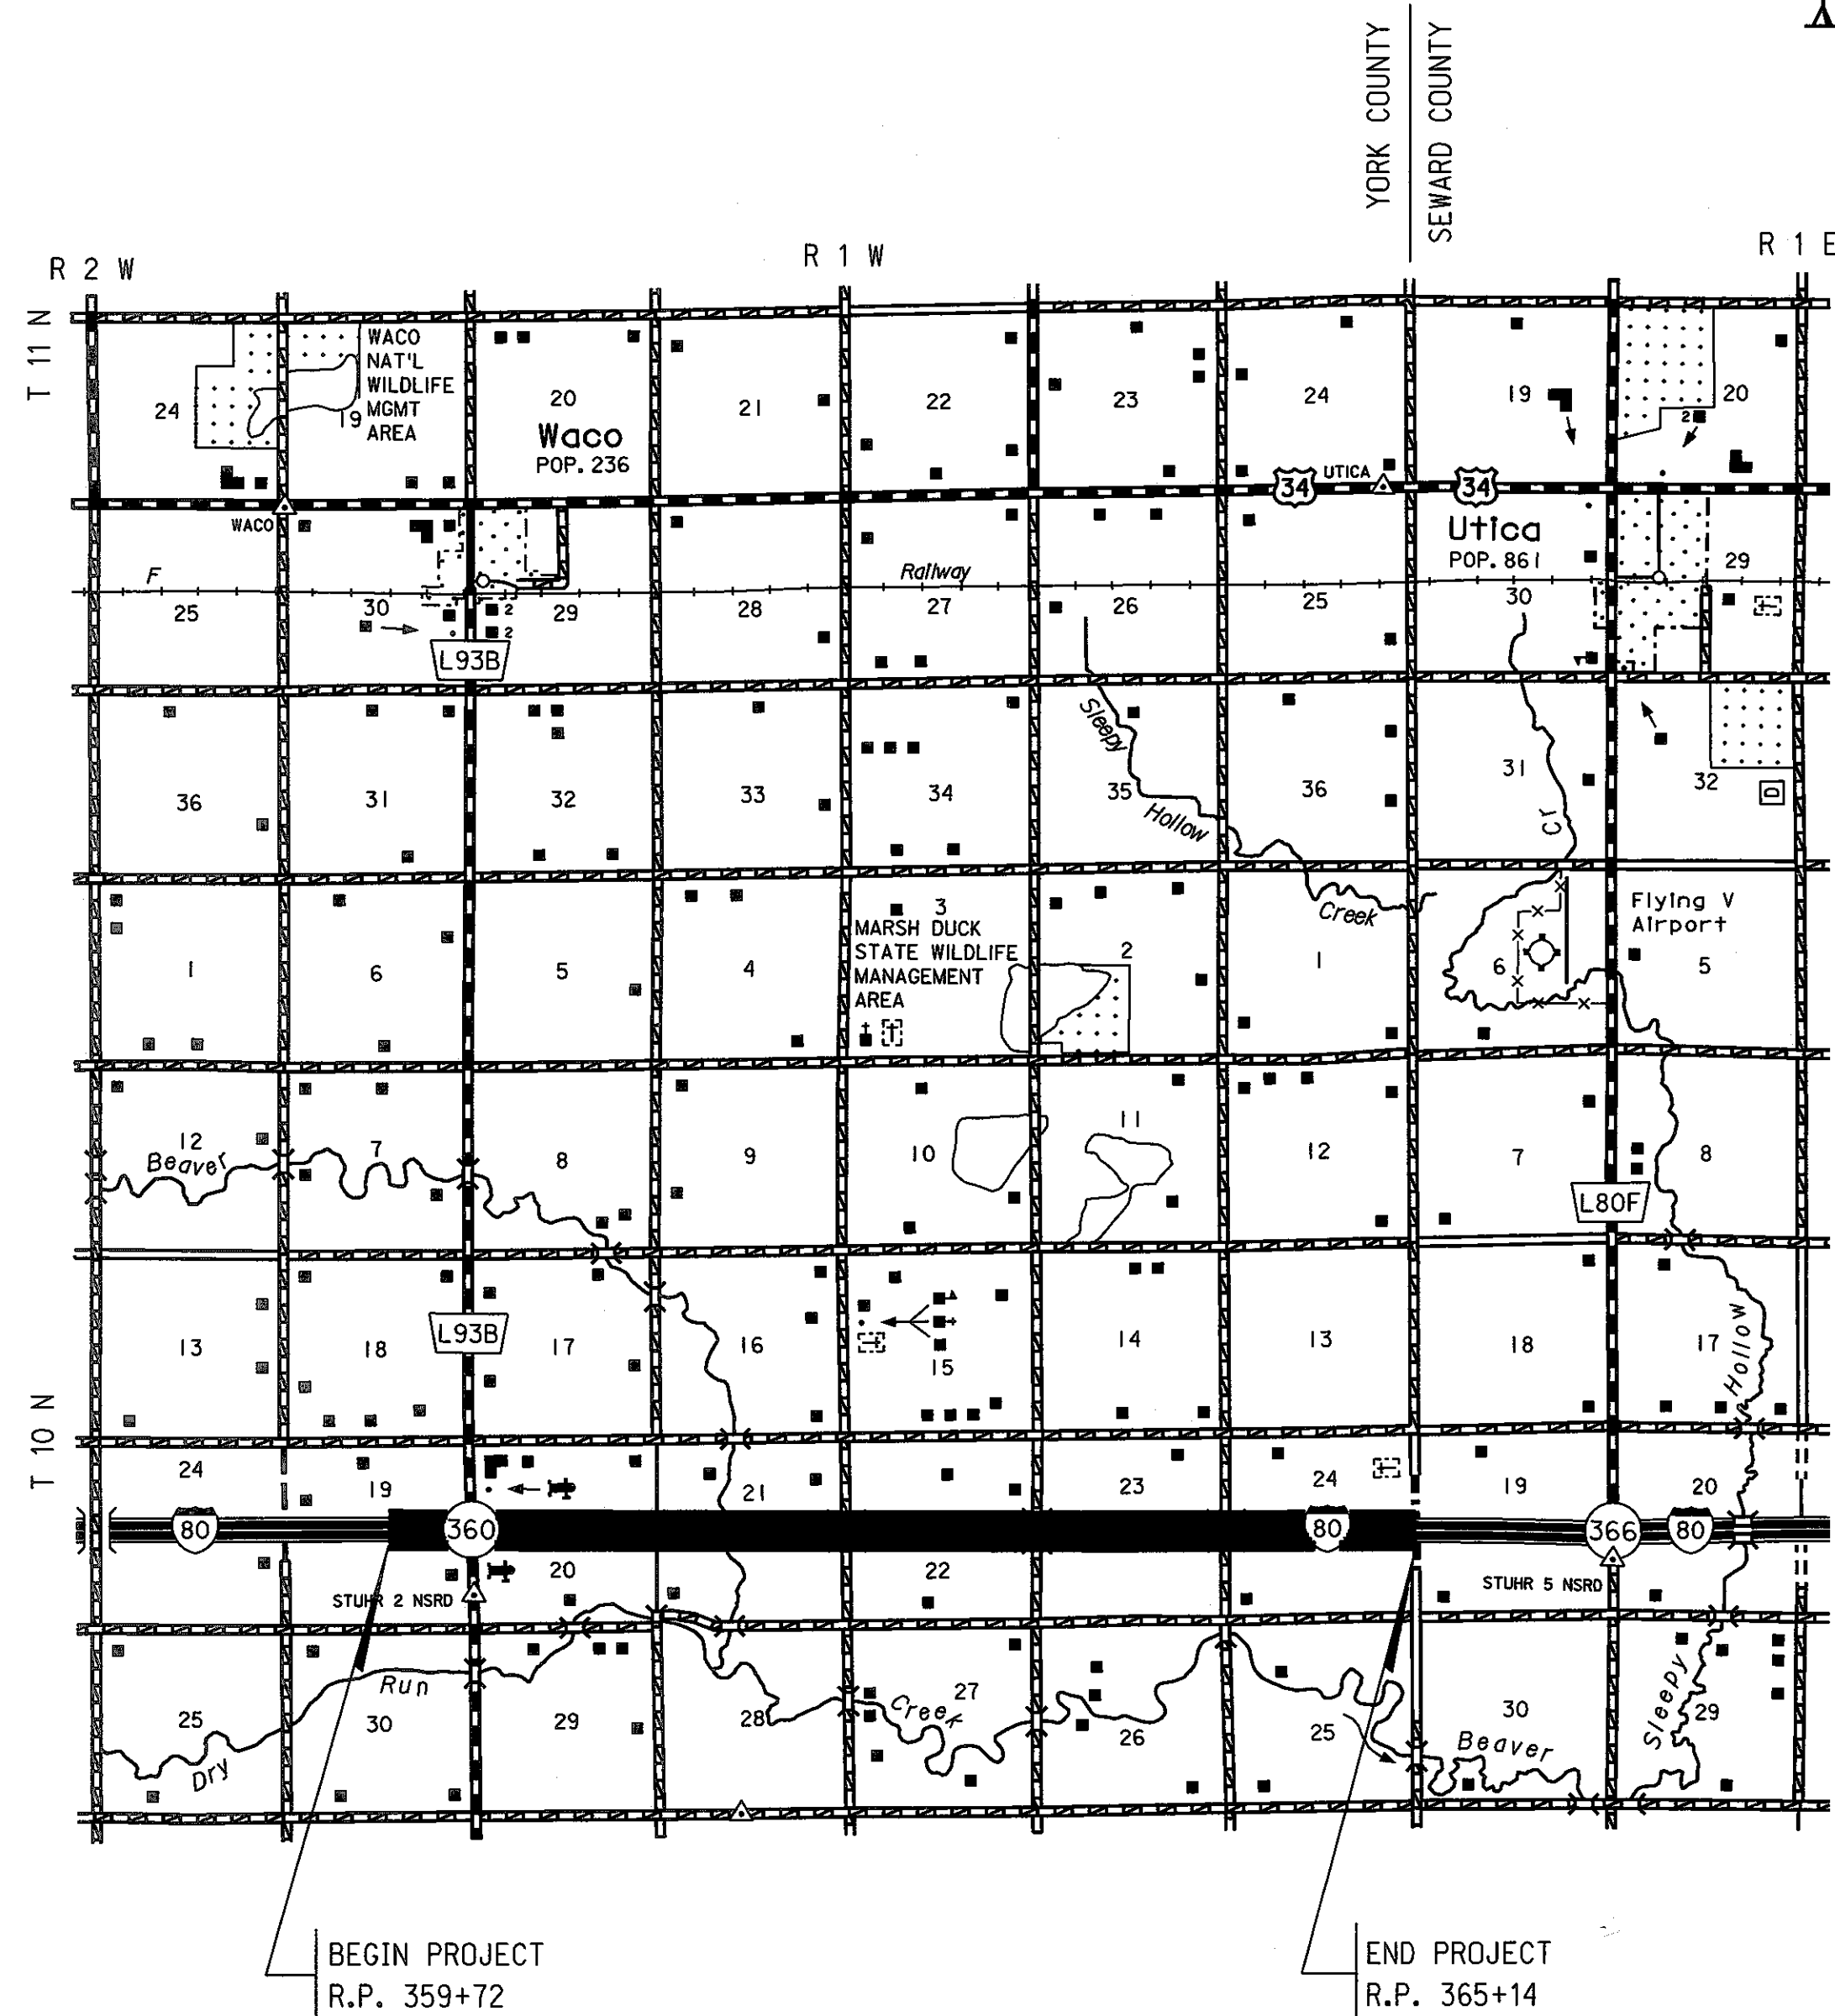 YORK COUNTY
SEWARD COUNTY
R 2 W
R 1 W
R 1 E
T 11 N
WACO
NAT'L
WILDLIFE
MGMT
AREA
24
19
20
21
22
23
24
19
20
Waco
POP. 236
34
UTICA
34
WACO
Utica
POP. 861
2
F
Railway
25
30
29
28
27
26
25
30
29
2
2
L93B
Sleepy
Hollow
Creek
Cr
36
31
32
33
34
35
36
31
32
D
3
MARSH DUCK
STATE WILDLIFE
MANAGEMENT
AREA
Flying V
Airport
1
6
5
4
2
1
6
5
12
Beaver
7
8
9
10
11
12
7
8
L80F
L93B
13
18
17
16
15
14
13
18
17
Hollow
T 10 N
24
19
21
23
24
19
20
80
360
80
366
80
20
22
STUHR 2 NSRD
STUHR 5 NSRD
Dry
Run
Creek
Beaver
Sleepy
25
30
29
28
27
26
25
30
29
BEGIN PROJECT
R.P. 359+72
END PROJECT
R.P. 365+14